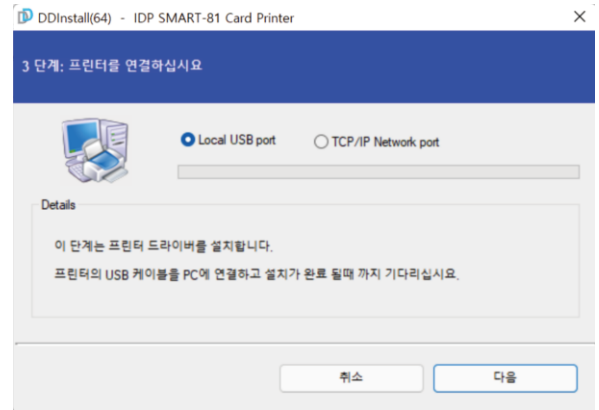 DDInstall(64) - IDP SMART-81 Card Printer
3 단계: 프린터를 연결하십시요
Local USB port
TCP/IP Network port
Details
이 단계는 프린터 드라이버를 설치합니다.
프린터의 USB 케이블을 PC에 연결하고 설치가 완료 될때 까지 기다리십시요.
취소
다음